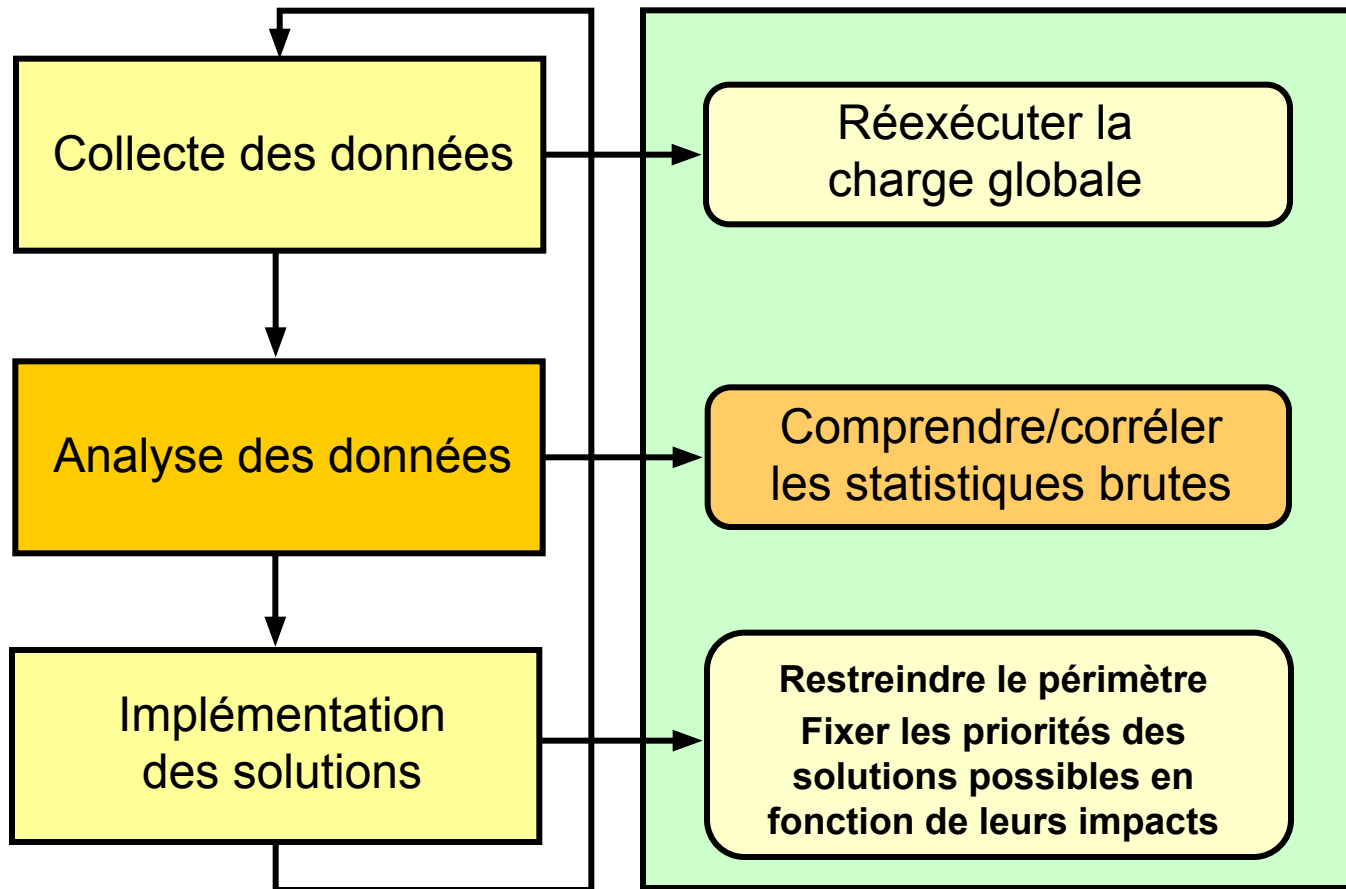 Collecte des données
Réexécuter la
charge globale
Analyse des données
Comprendre/corréler
les statistiques brutes
Implémentation
des solutions
Restreindre le périmètre
Fixer les priorités des
solutions possibles en
fonction de leurs impacts